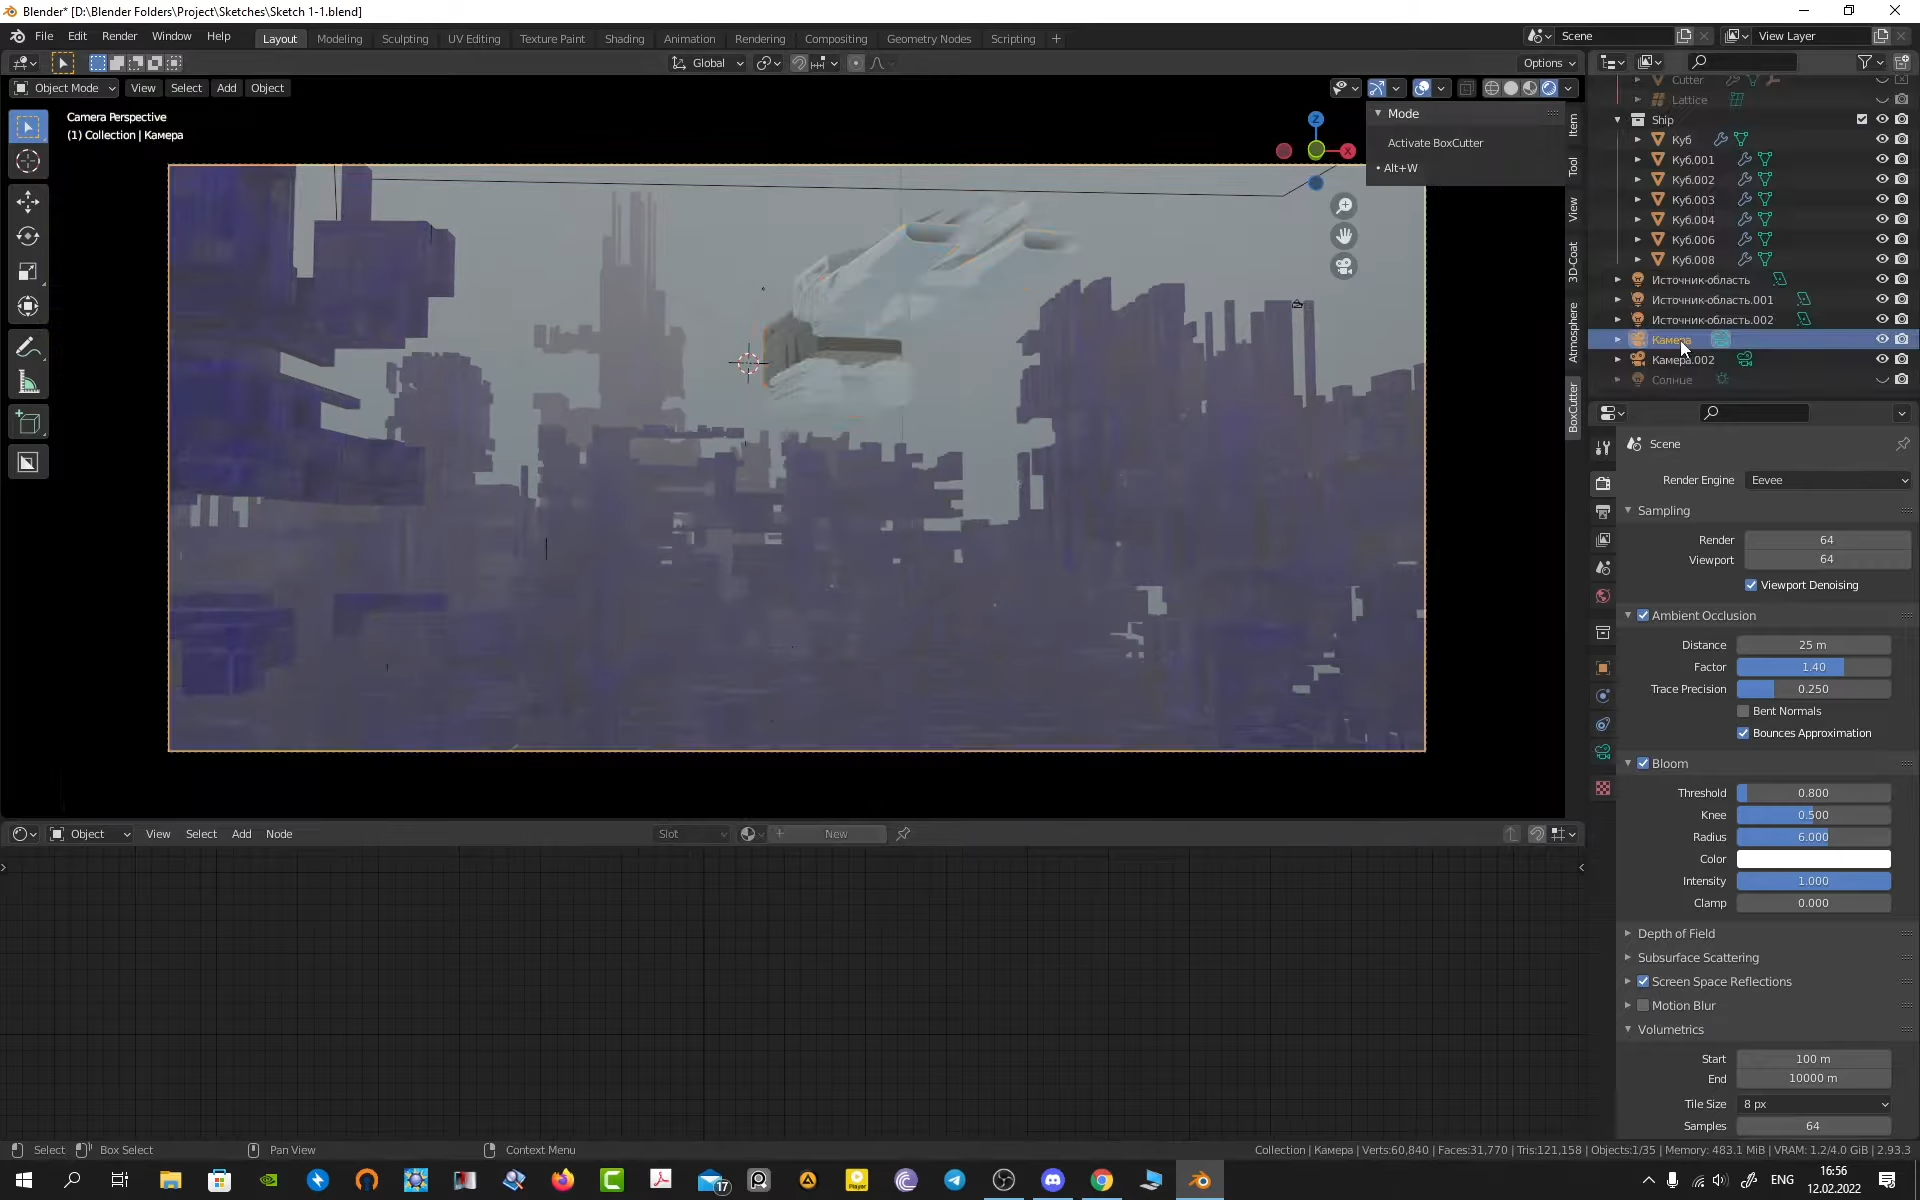 Blender* [D:\Blender Folders\Project\Sketches\Sketch 1-1.blend]
File Edit Render Window Help Layout Modeling Sculpting UV Editing Texture Paint Shading Animation Rendering Compositing Geometry Nodes Scripting + Scene View Layer
Global Options
Object Mode View Select Add Object
Camera Perspective
(1) Collection | Камера
Z
X
Mode
Activate BoxCutter
• Alt+W
Item
Tool
View
3D-Coat
Atmosphere
BoxCutter
Cutter
Lattice
Ship
Куб
Куб.001
Куб.002
Куб.003
Куб.004
Куб.006
Куб.008
Источник-область
Источник-область.001
Источник-область.002
Камера
Камера.002
Солнце
Scene
Render Engine Eevee
Sampling
Render 64
Viewport 64
Viewport Denoising
Ambient Occlusion
Distance 25 m
Factor 1.40
Trace Precision 0.250
Bent Normals
Bounces Approximation
Bloom
Threshold 0.800
Knee 0.500
Radius 6.000
Color
Intensity 1.000
Clamp 0.000
Depth of Field
Subsurface Scattering
Screen Space Reflections
Motion Blur
Volumetrics
Start 100 m
End 10000 m
Tile Size 8 px
Samples 64
Object View Select Add Node Slot New
Select Box Select Pan View Context Menu
Collection | Камера | Verts:60,840 | Faces:31,770 | Tris:121,158 | Objects:1/35 | Memory: 483.1 MiB | VRAM: 1.2/4.0 GiB | 2.93.3
17
Player
ENG
16:56
12.02.2022